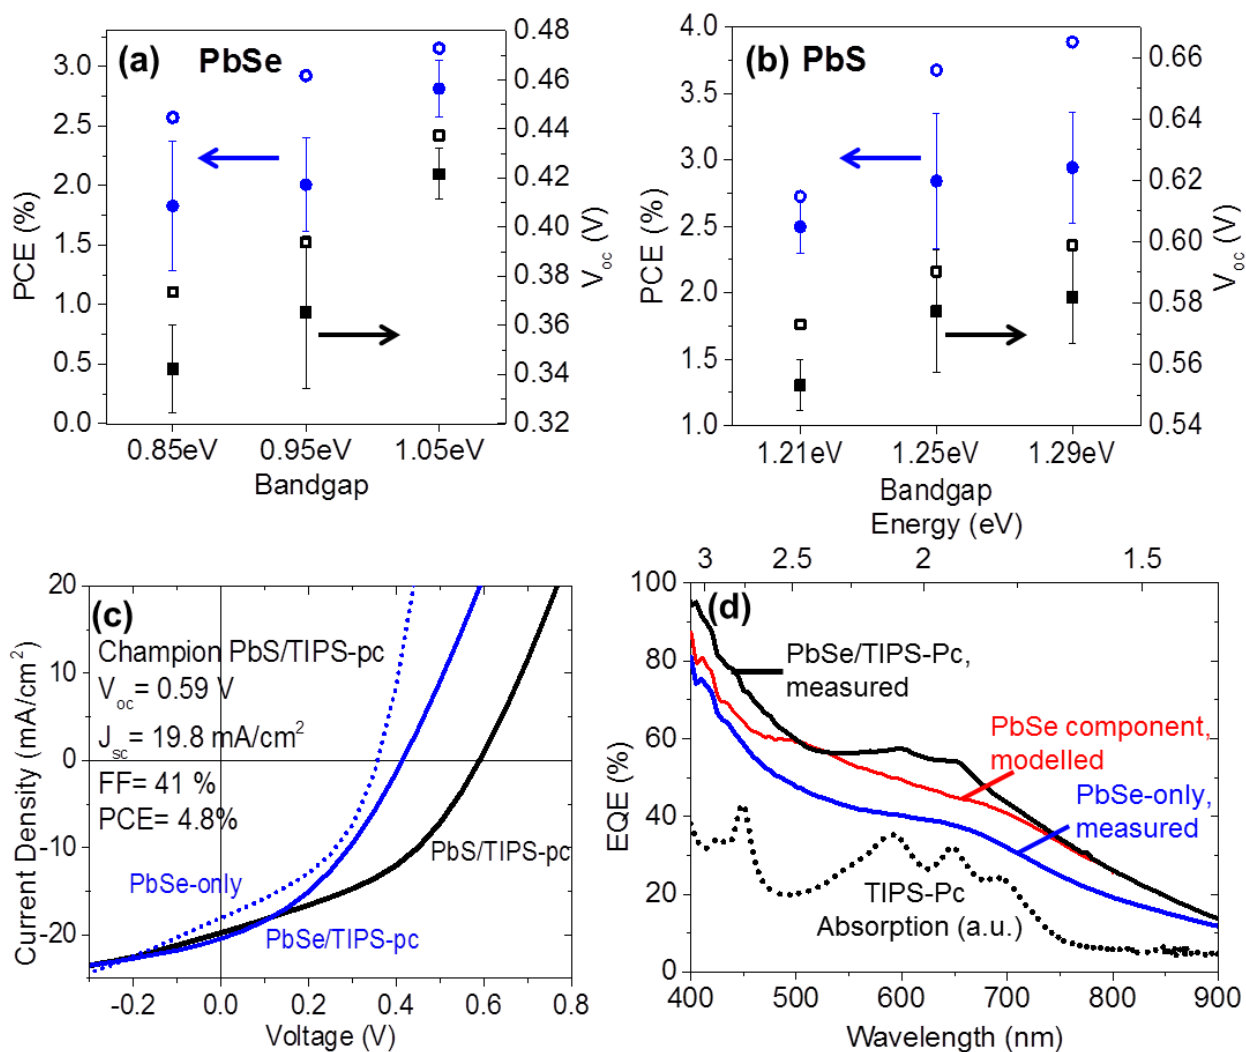 (a) PbSe
PCE (%)
3.0
2.5
2.0
1.5
1.0
0.5
0.0
0.48
0.46
0.44
0.42
0.40
0.38
0.36
0.34
0.32
V_oc (V)
0.85eV 0.95eV 1.05eV
Bandgap
(b) PbS
PCE (%)
4.0
3.5
3.0
2.5
2.0
1.5
1.0
0.66
0.64
0.62
0.60
0.58
0.56
0.54
V_oc (V)
1.21eV 1.25eV 1.29eV
Bandgap
(c)
Current Density (mA/cm²)
20
10
0
-10
-20
Champion PbS/TIPS-pc
V_oc= 0.59 V
J_sc= 19.8 mA/cm²
FF= 41 %
PCE= 4.8%
PbS/TIPS-pc
PbSe-only
PbSe/TIPS-pc
-0.2 0.0 0.2 0.4 0.6 0.8
Voltage (V)
Energy (eV)
3 2.5 2 1.5
(d)
EQE (%)
100
80
60
40
20
0
PbSe/TIPS-Pc,
measured
PbSe component,
modelled
PbSe-only,
measured
TIPS-Pc
Absorption (a.u.)
400 500 600 700 800 900
Wavelength (nm)